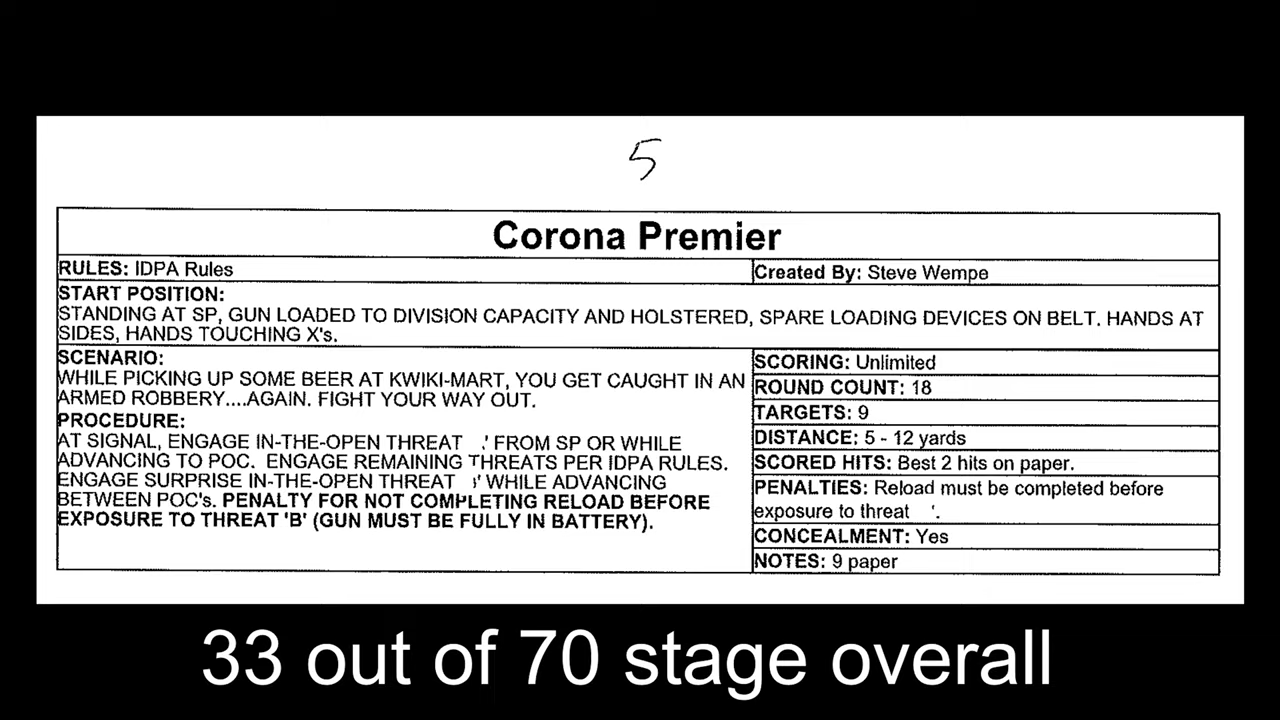 5
Corona Premier
RULES: IDPA Rules
Created By: Steve Wempe
START POSITION:
STANDING AT SP, GUN LOADED TO DIVISION CAPACITY AND HOLSTERED, SPARE LOADING DEVICES ON BELT. HANDS AT
SIDES, HANDS TOUCHING X's.
SCENARIO:
WHILE PICKING UP SOME BEER AT KWIKI-MART, YOU GET CAUGHT IN AN
ARMED ROBBERY....AGAIN. FIGHT YOUR WAY OUT.
PROCEDURE:
AT SIGNAL, ENGAGE IN-THE-OPEN THREAT ' FROM SP OR WHILE
ADVANCING TO POC. ENGAGE REMAINING THREATS PER IDPA RULES.
ENGAGE SURPRISE IN-THE-OPEN THREAT ' WHILE ADVANCING
BETWEEN POC's. PENALTY FOR NOT COMPLETING RELOAD BEFORE
EXPOSURE TO THREAT 'B' (GUN MUST BE FULLY IN BATTERY).
SCORING: Unlimited
ROUND COUNT: 18
TARGETS: 9
DISTANCE: 5 - 12 yards
SCORED HITS: Best 2 hits on paper.
PENALTIES: Reload must be completed before
exposure to threat '.
CONCEALMENT: Yes
NOTES: 9 paper
33 out of 70 stage overall